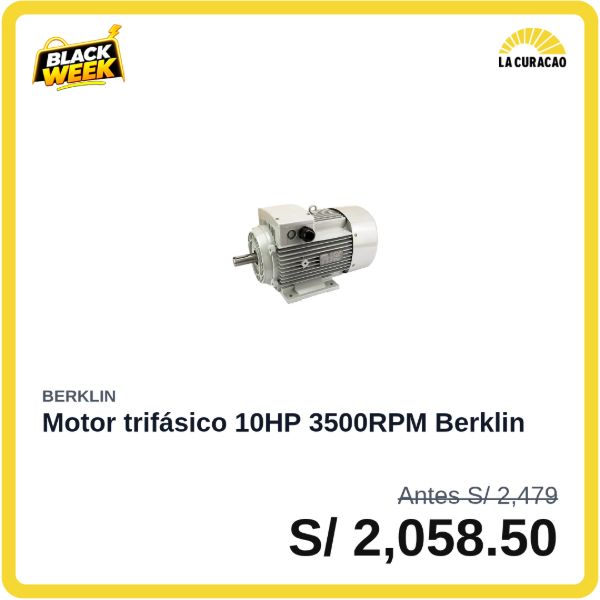 BLACK
WEEK
LA CURACAO
BERKLIN
Motor trifásico 10HP 3500RPM Berklin
Antes S/ 2,479
S/ 2,058.50